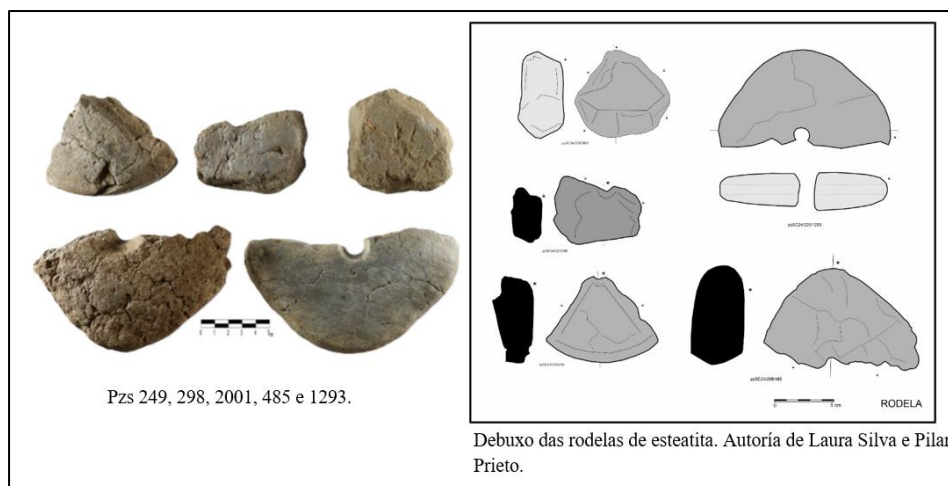 Pzs 249, 298, 2001, 485 e 1293.
0 5 cm
RODELA
Debuxo das rodelas de esteatita. Autoría de Laura Silva e Pilar
Prieto.